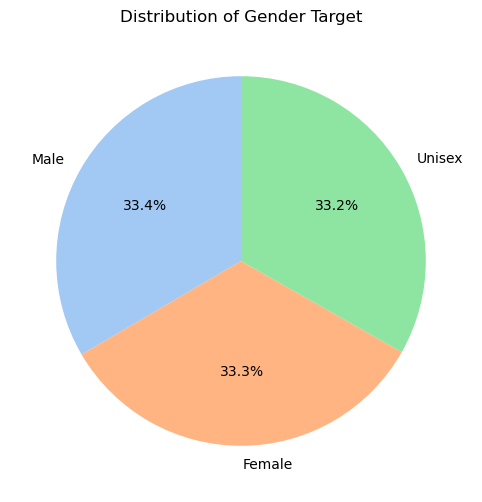 Distribution of Gender Target
Male
Unisex
33.4%
33.2%
33.3%
Female